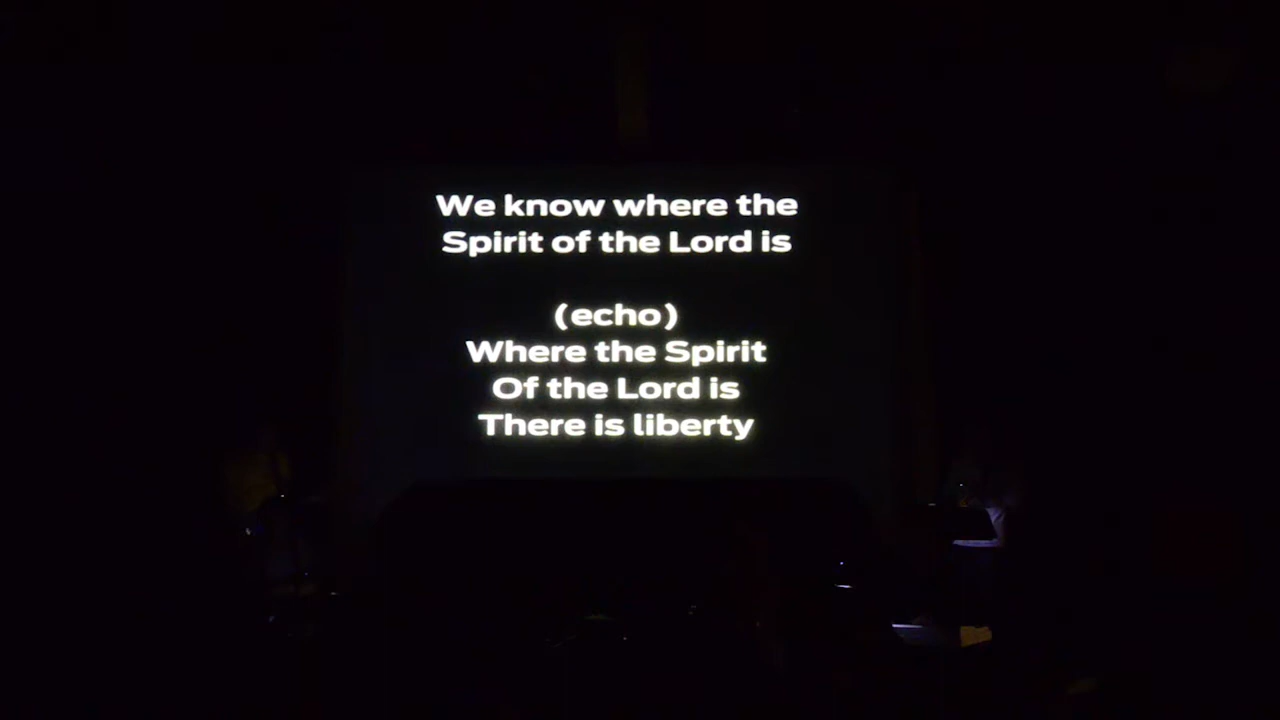 We know where the
Spirit of the Lord is
(echo)
Where the Spirit
Of the Lord is
There is liberty